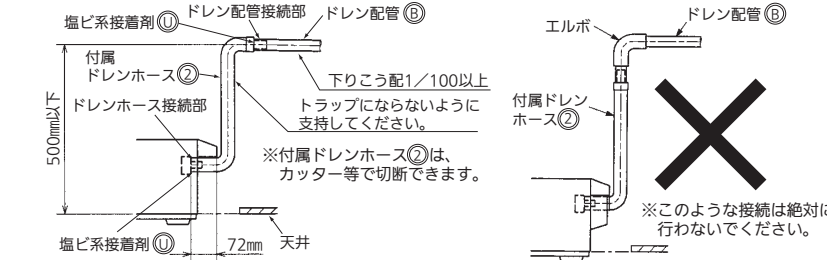 塩ビ系接着剤Ⓤ
ドレン配管接続部
ドレン配管Ⓑ
付属
ドレンホース②
下りこう配1／100以上
ドレンホース接続部
トラップにならないように
支持してください。
500㎜以下
※付属ドレンホース②は、
カッター等で切断できます。
塩ビ系接着剤Ⓤ
72㎜
天井
エルボ
ドレン配管Ⓑ
付属ドレン
ホース②
※このような接続は絶対に
行わないでください。